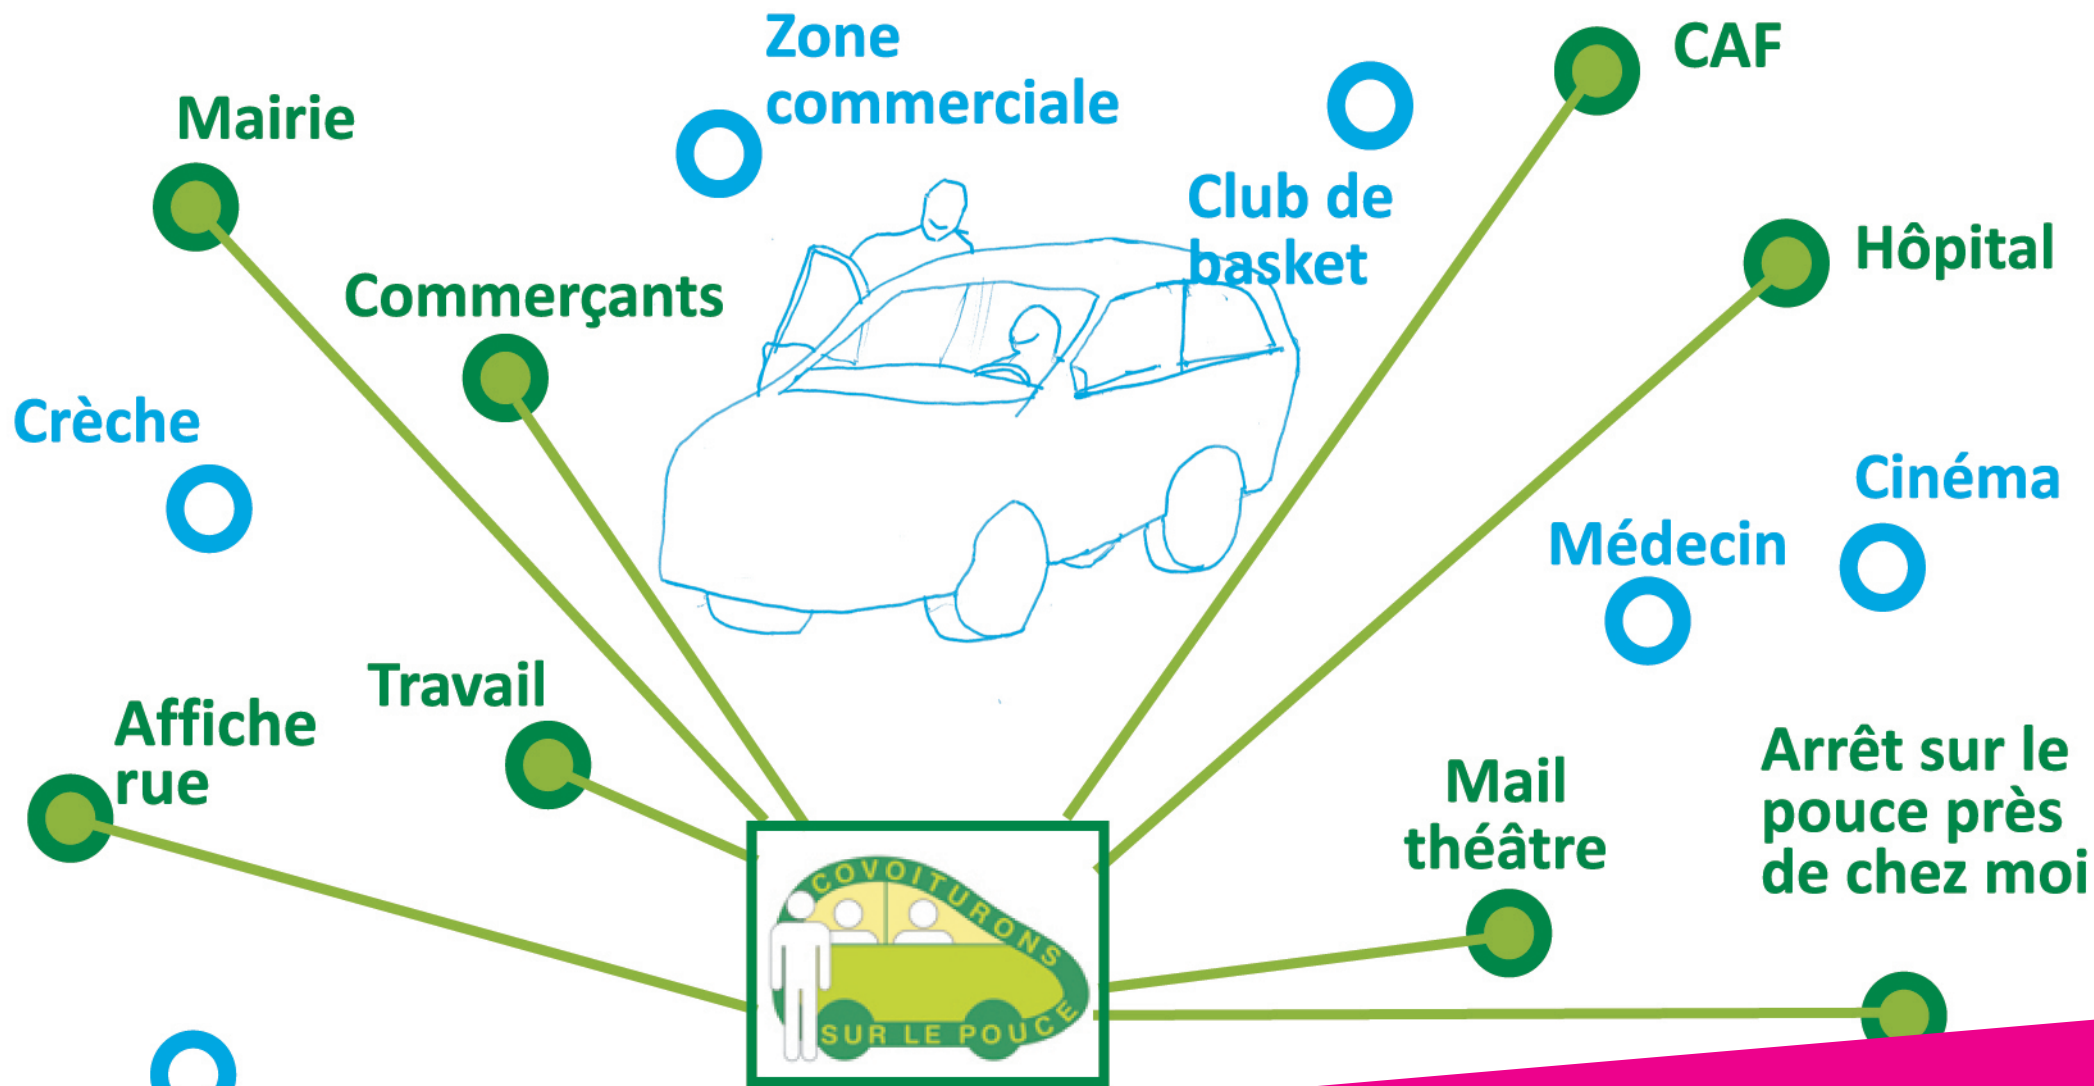 Zone
commerciale
CAF
Mairie
Club de
basket
Hôpital
Commerçants
Crèche
Cinéma
Médecin
Travail
Affiche
rue
Mail
théâtre
Arrêt sur le
pouce près
de chez moi
COVOITURONS
SUR LE POUCE